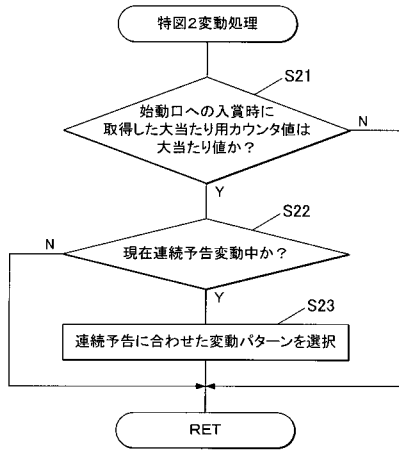 特図2変動処理
S21
始動口への入賞時に
取得した大当たり用カウンタ値は
大当たり値か？
N
Y
S22
N
現在連続予告変動中か？
Y
S23
連続予告に合わせた変動パターンを選択
RET